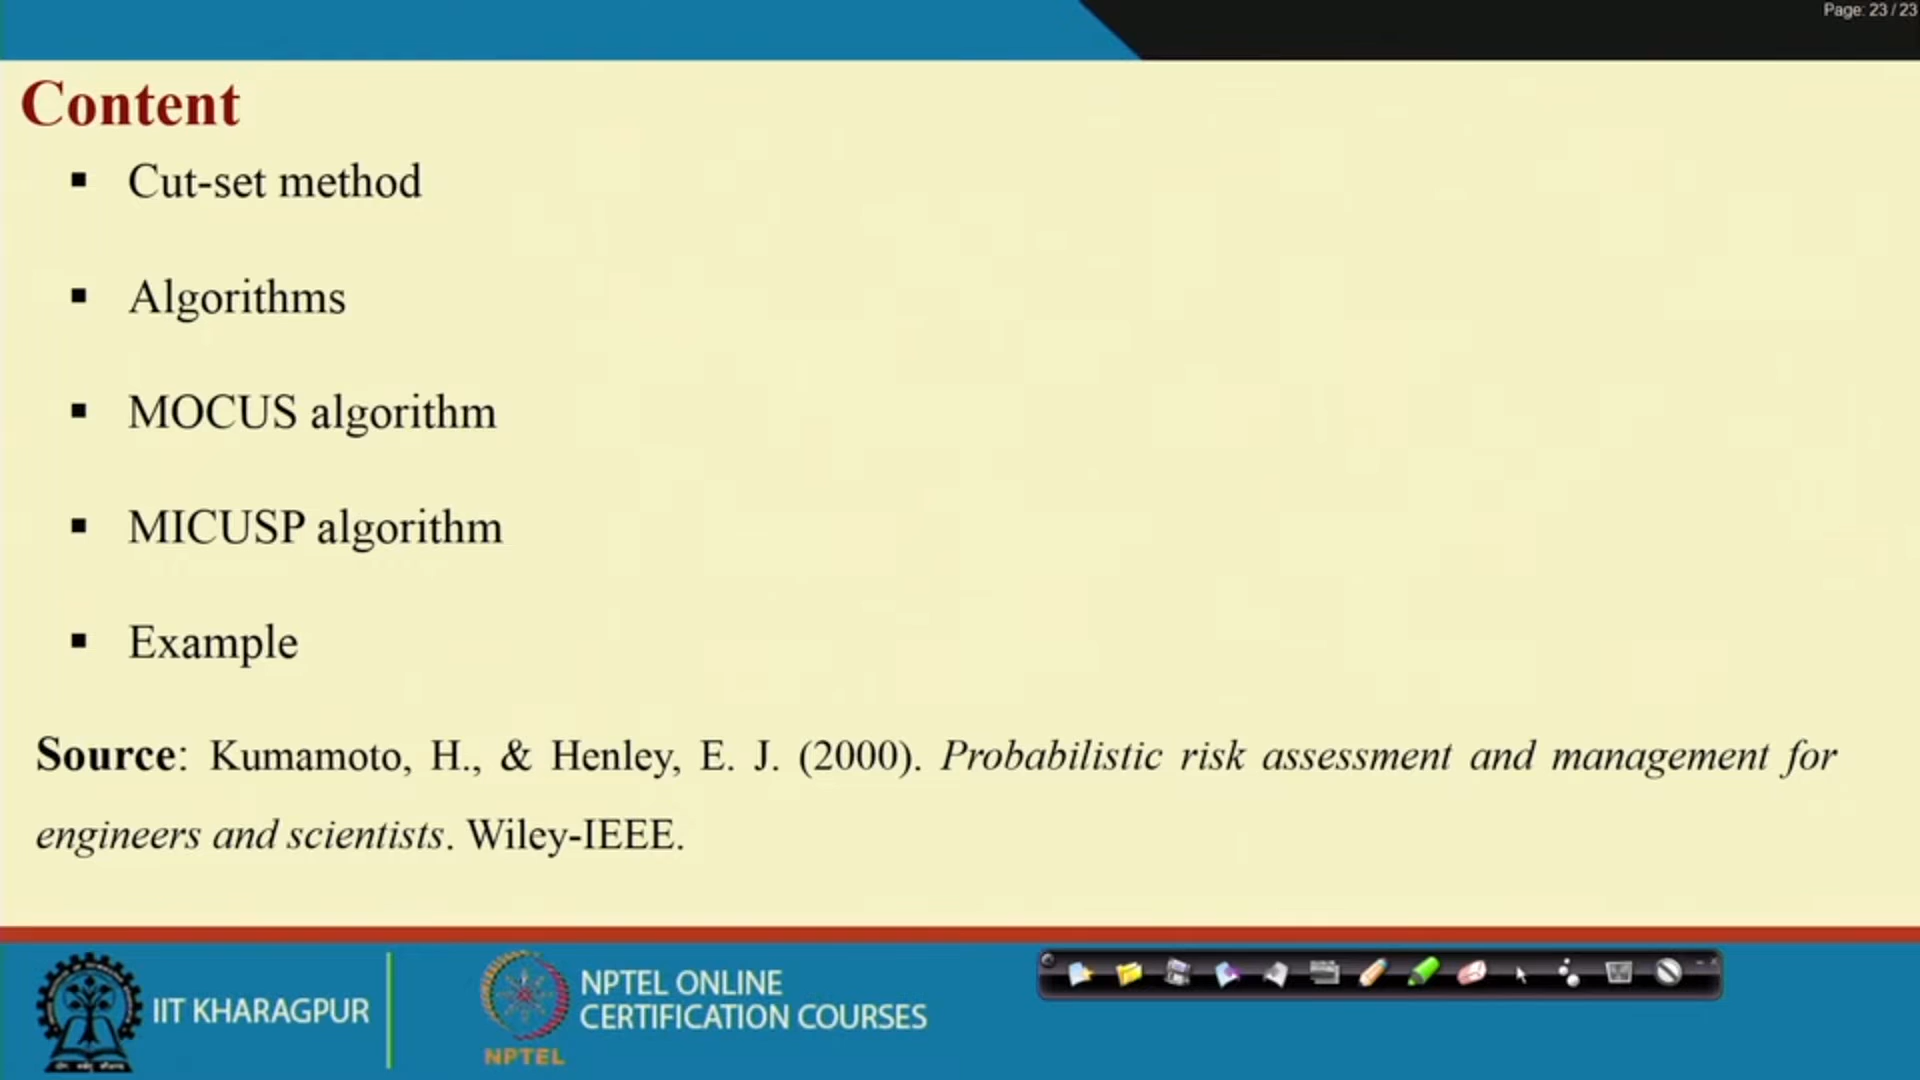 Page: 23 / 23
Content
▪ Cut-set method
▪ Algorithms
▪ MOCUS algorithm
▪ MICUSP algorithm
▪ Example
Source: Kumamoto, H., & Henley, E. J. (2000). Probabilistic risk assessment and management for
engineers and scientists. Wiley-IEEE.
IIT KHARAGPUR
NPTEL
NPTEL ONLINE
CERTIFICATION COURSES